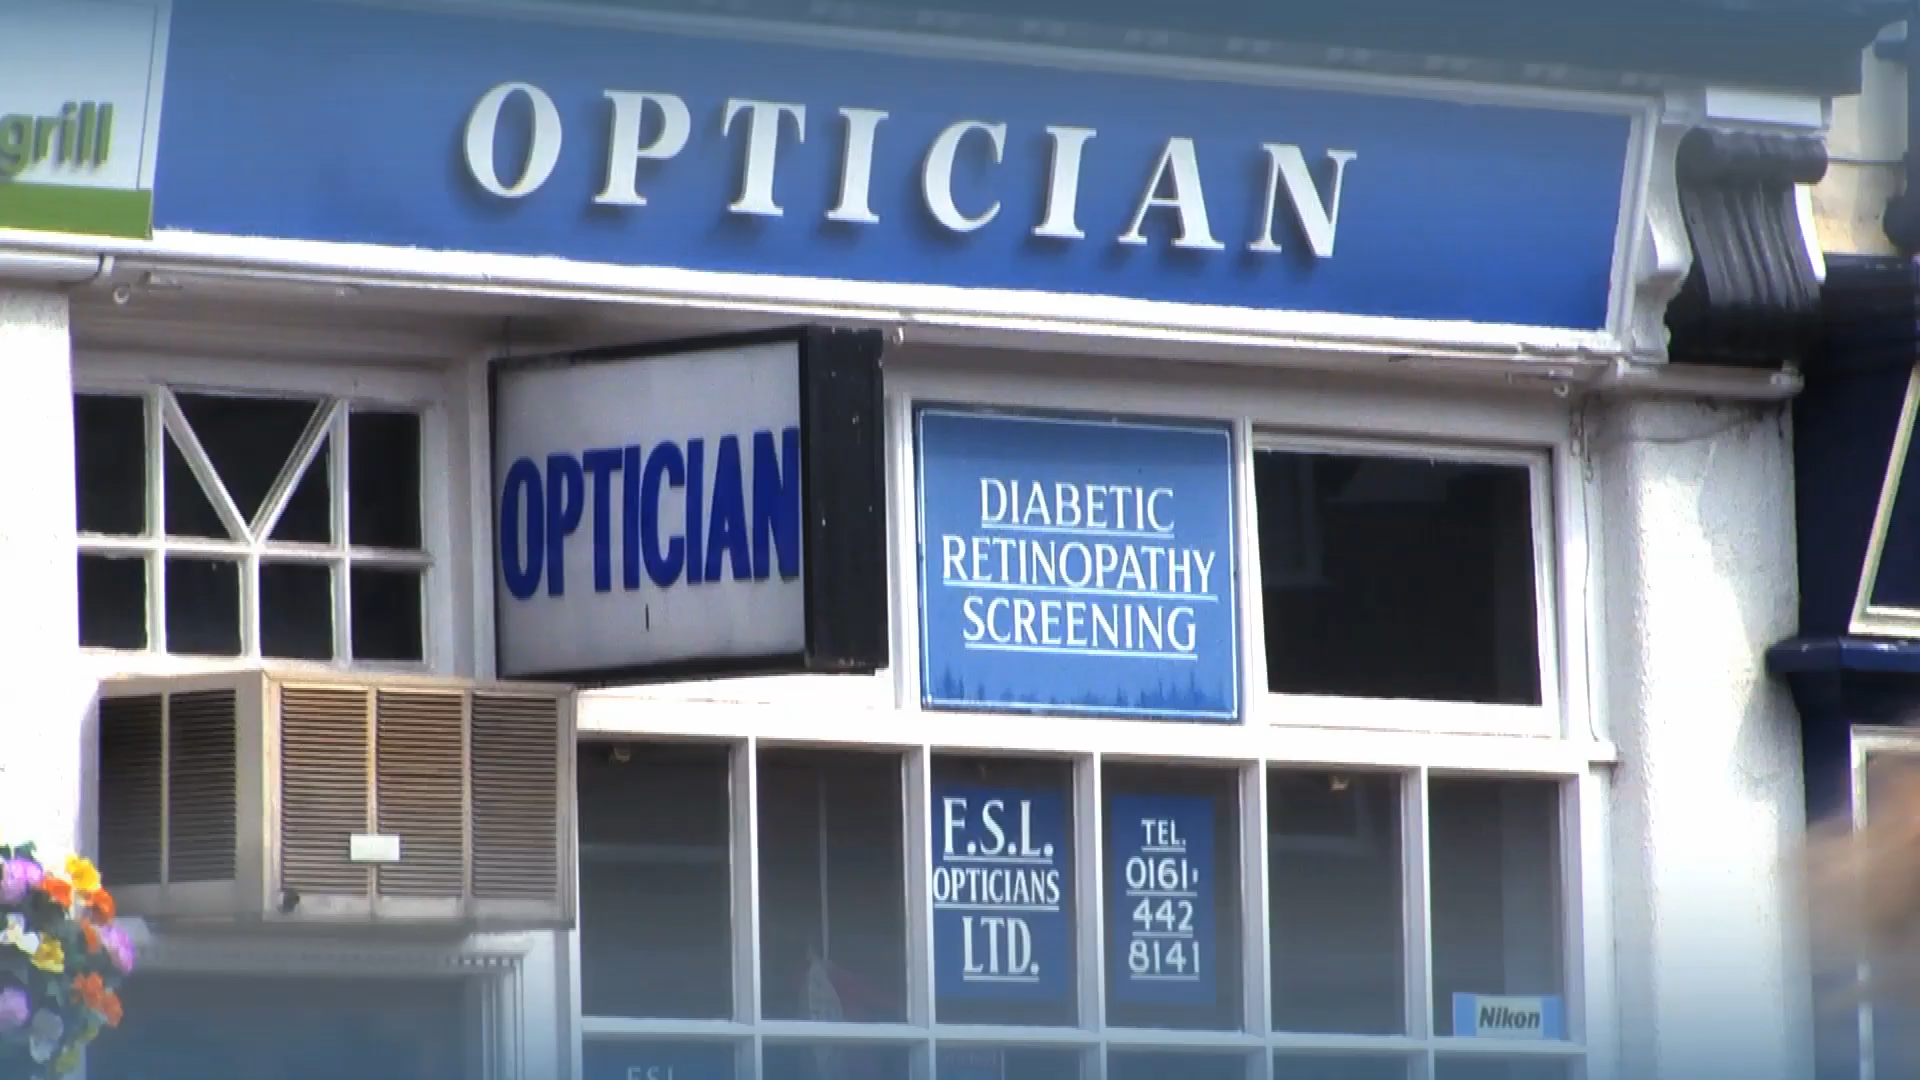 grill
OPTICIAN
OPTICIAN
DIABETIC
RETINOPATHY
SCREENING
F.S.L.
OPTICIANS
LTD.
TEL.
0161·
442
8141
Nikon
F.S.L.